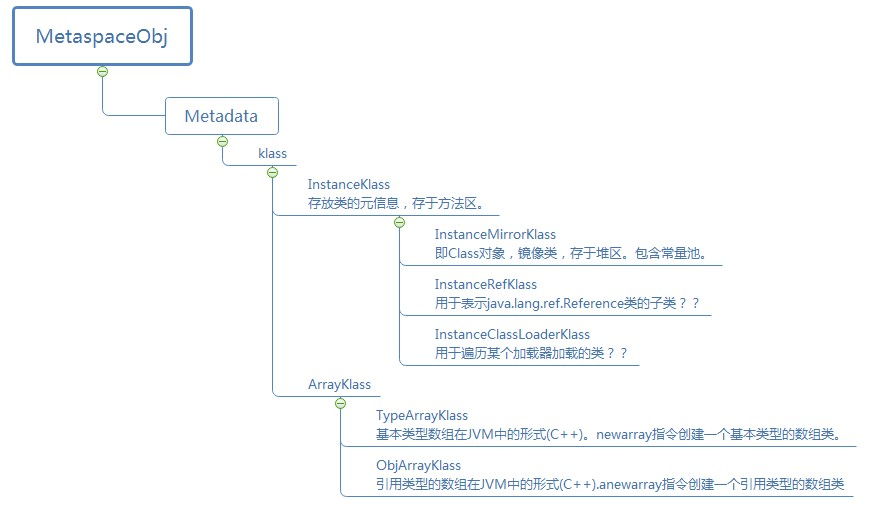 MetaspaceObj
Metadata
klass
InstanceKlass
存放类的元信息，存于方法区。
InstanceMirrorKlass
即Class对象，镜像类，存于堆区。包含常量池。
InstanceRefKlass
用于表示java.lang.ref.Reference类的子类？？
InstanceClassLoaderKlass
用于遍历某个加载器加载的类？？
ArrayKlass
TypeArrayKlass
基本类型数组在JVM中的形式(C++)。newarray指令创建一个基本类型的数组类。
ObjArrayKlass
引用类型的数组在JVM中的形式(C++).anewarray指令创建一个引用类型的数组类